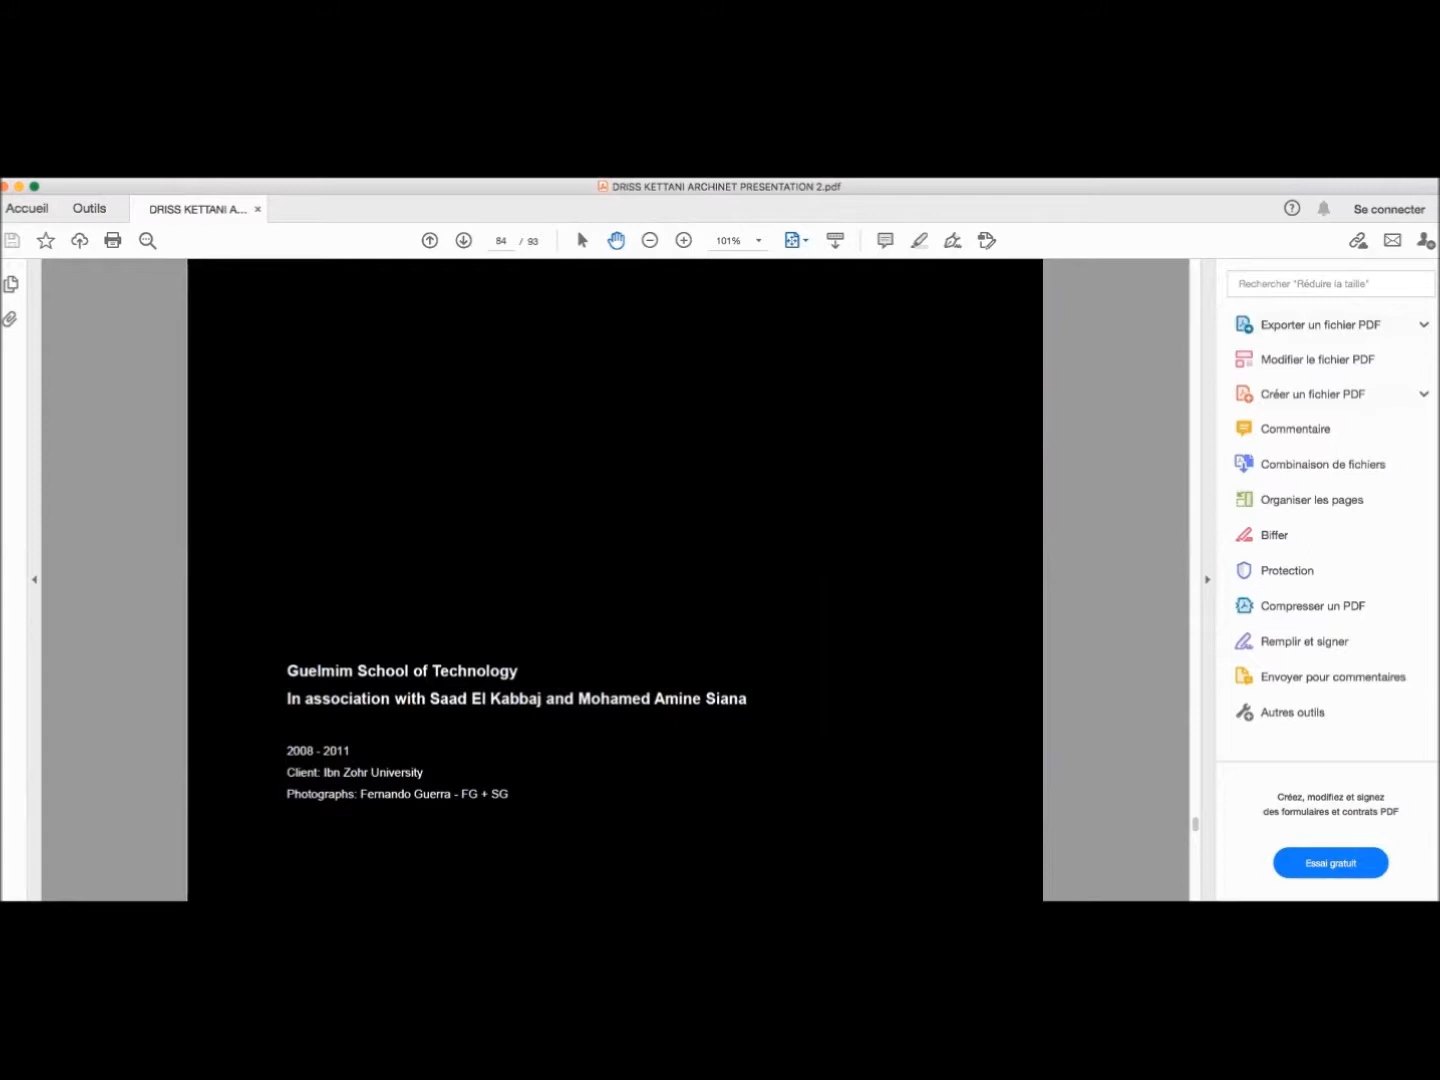 DRISS KETTANI ARCHINET PRESENTATION 2.pdf
Accueil Outils DRISS KETTANI A... × Se connecter
84 / 93 101%
Rechercher "Réduire la taille"
Exporter un fichier PDF
Modifier le fichier PDF
Créer un fichier PDF
Commentaire
Combinaison de fichiers
Organiser les pages
Biffer
Protection
Compresser un PDF
Remplir et signer
Envoyer pour commentaires
Autres outils
Créez, modifiez et signez
des formulaires et contrats PDF
Essai gratuit
Guelmim School of Technology
In association with Saad El Kabbaj and Mohamed Amine Siana
2008 - 2011
Client: Ibn Zohr University
Photographs: Fernando Guerra - FG + SG